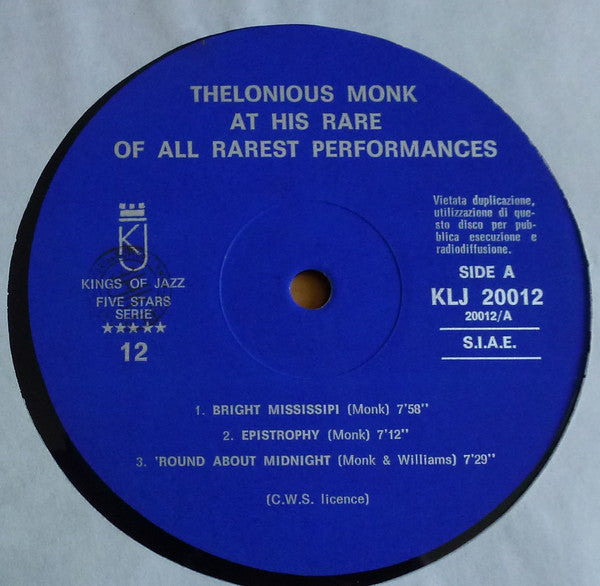 THELONIOUS MONK
AT HIS RARE
OF ALL RAREST PERFORMANCES
KJ
KINGS OF JAZZ
FIVE STARS
SERIE
★★★★★
12
Vietata duplicazione,
utilizzazione di que-
sto disco per pub-
blica esecuzione e
radiodiffusione.
SIDE A
KLJ 20012
20012/A
S.I.A.E.
1. BRIGHT MISSISSIPI (Monk) 7'58"
2. EPISTROPHY (Monk) 7'12"
3. 'ROUND ABOUT MIDNIGHT (Monk & Williams) 7'29"
(C.W.S. licence)